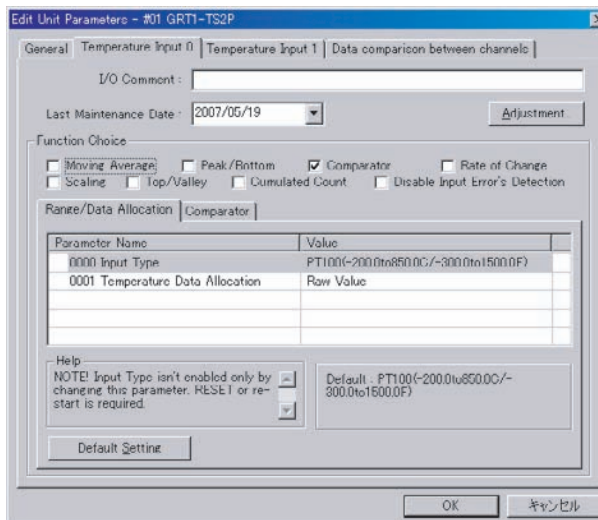 Edit Unit Parameters - #01 GRT1-TS2P
General Temperature Input 0 Temperature Input 1 Data comparison between channels
I/O Comment :
Last Maintenance Date : 2007/05/19 Adjustment
Function Choice
Moving Average Peak/Bottom Comparator Rate of Change
Scaling Top/Valley Cumulated Count Disable Input Error's Detection
Range/Data Allocation Comparator
Parameter Name Value
0000 Input Type PT100(-200.0to850.0C/-300.0to1500.0F)
0001 Temperature Data Allocation Raw Value
Help
NOTE! Input Type isn't enabled only by
changing this parameter. RESET or re-
start is required.
Default : PT100(-200.0to850.0C/-
300.0to1500.0F)
Default Setting
OK キャンセル